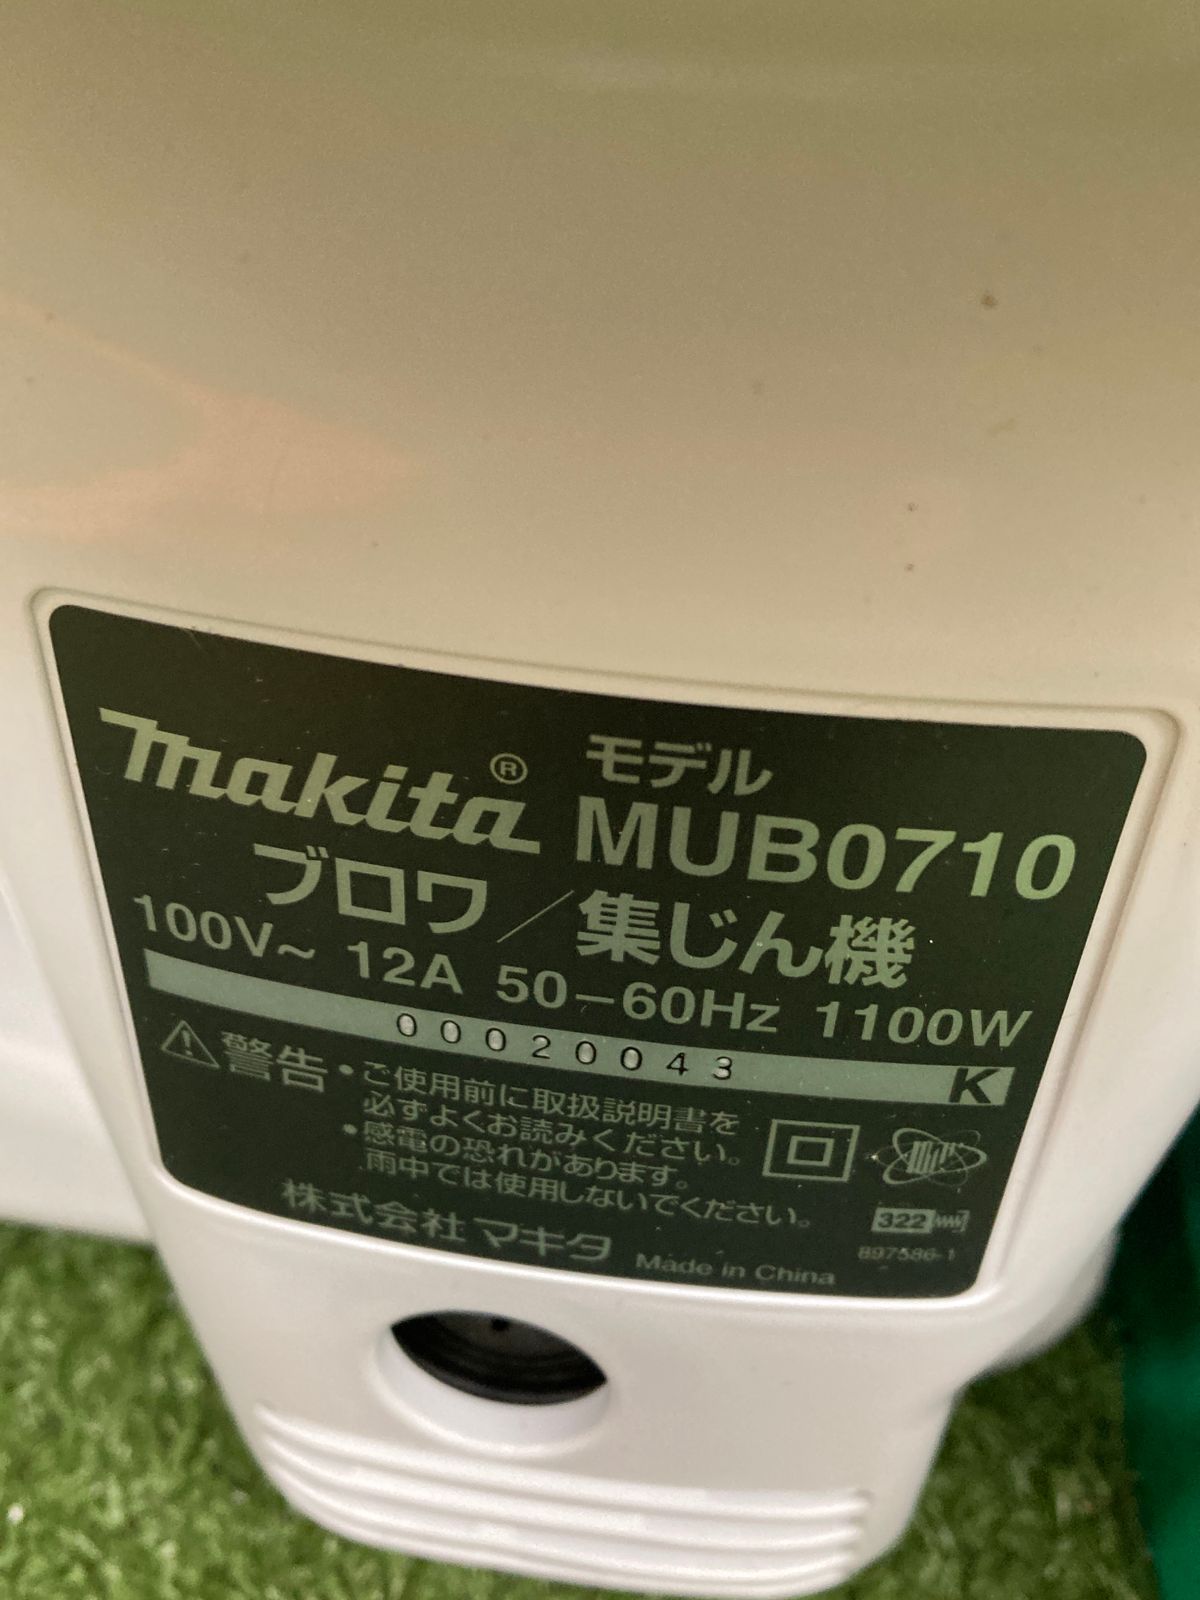 makita® モデル MUB0710
ブロワ／集じん機
100V～ 12A 50－60Hz 1100W
00020043 K
警告 ・ご使用前に取扱説明書を
必ずよくお読みください。
・感電の恐れがあります。
雨中では使用しないでください。
322
897586-1
株式会社マキタ Made in China